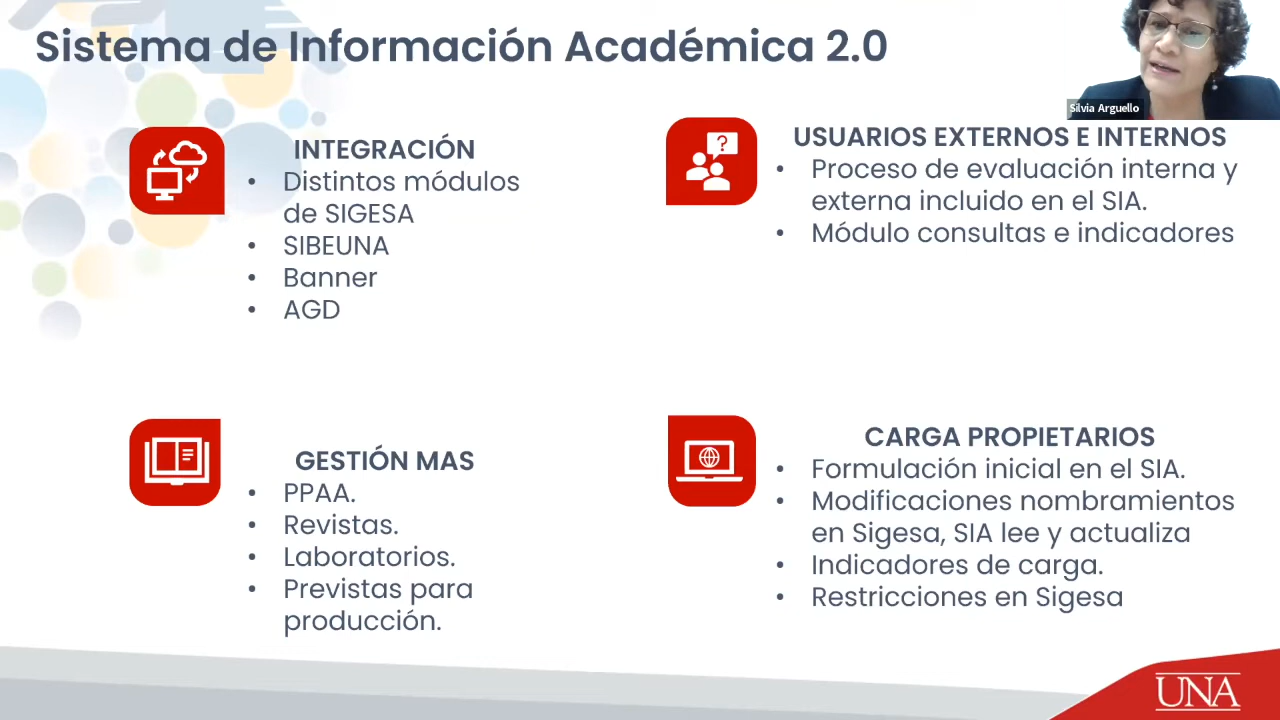 Sistema de Información Académica 2.0
Silvia Arguello
INTEGRACIÓN
• Distintos módulos
de SIGESA
• SIBEUNA
• Banner
• AGD
USUARIOS EXTERNOS E INTERNOS
• Proceso de evaluación interna y
externa incluido en el SIA.
• Módulo consultas e indicadores
?
GESTIÓN MAS
• PPAA.
• Revistas.
• Laboratorios.
• Previstas para
producción.
CARGA PROPIETARIOS
• Formulación inicial en el SIA.
• Modificaciones nombramientos
en Sigesa, SIA lee y actualiza
• Indicadores de carga.
• Restricciones en Sigesa
UNA